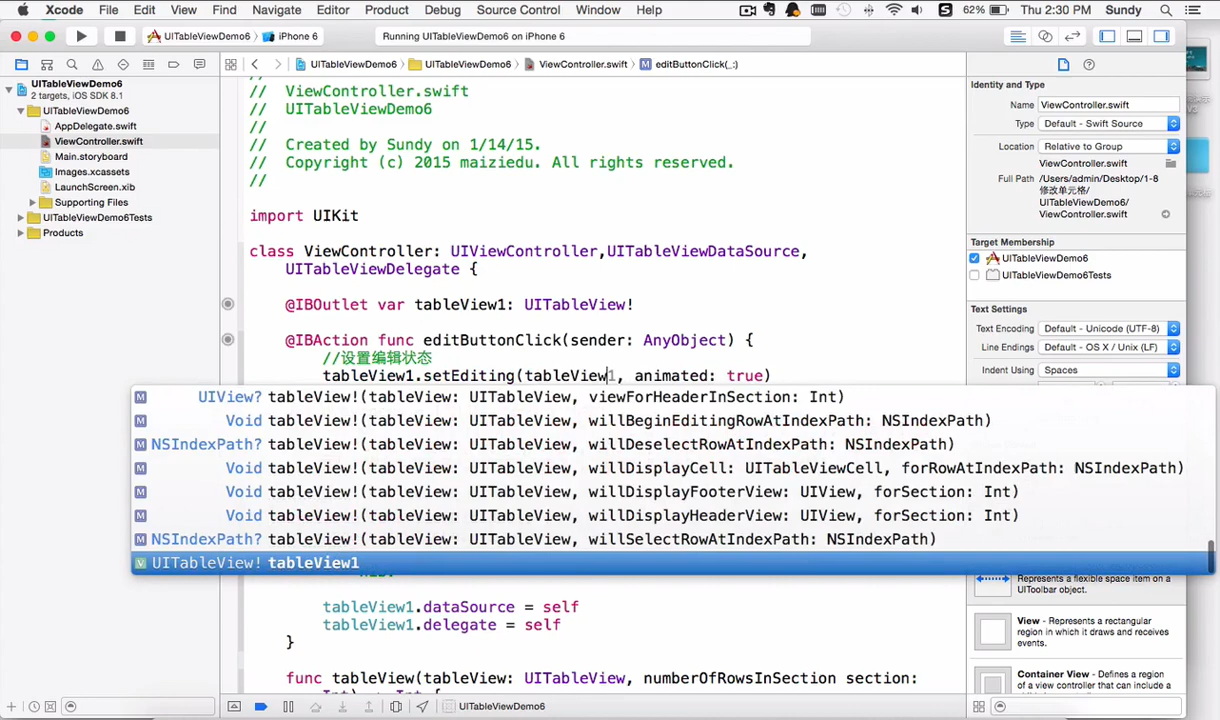 Xcode File Edit View Find Navigate Editor Product Debug Source Control Window Help 62% Thu 2:30 PM Sundy
UITableViewDemo6 iPhone 6 Running UITableViewDemo6 on iPhone 6
UITableViewDemo6
2 targets, iOS SDK 8.1
UITableViewDemo6
AppDelegate.swift
ViewController.swift
Main.storyboard
Images.xcassets
LaunchScreen.xib
Supporting Files
UITableViewDemo6Tests
Products
UITableViewDemo6 UITableViewDemo6 ViewController.swift editButtonClick(_:)
//
// ViewController.swift
// UITableViewDemo6
//
// Created by Sundy on 1/14/15.
// Copyright (c) 2015 maiziedu. All rights reserved.
//
import UIKit
class ViewController: UIViewController,UITableViewDataSource,
UITableViewDelegate {
@IBOutlet var tableView1: UITableView!
@IBAction func editButtonClick(sender: AnyObject) {
//设置编辑状态
tableView1.setEditing(tableView1, animated: true)
UIView? tableView!(tableView: UITableView, viewForHeaderInSection: Int)
Void tableView!(tableView: UITableView, willBeginEditingRowAtIndexPath: NSIndexPath)
NSIndexPath? tableView!(tableView: UITableView, willDeselectRowAtIndexPath: NSIndexPath)
Void tableView!(tableView: UITableView, willDisplayCell: UITableViewCell, forRowAtIndexPath: NSIndexPath)
Void tableView!(tableView: UITableView, willDisplayFooterView: UIView, forSection: Int)
Void tableView!(tableView: UITableView, willDisplayHeaderView: UIView, forSection: Int)
NSIndexPath? tableView!(tableView: UITableView, willSelectRowAtIndexPath: NSIndexPath)
UITableView! tableView1
tableView1.dataSource = self
tableView1.delegate = self
}
func tableView(tableView: UITableView, numberOfRowsInSection section:
UITableViewDemo6
Identity and Type
Name ViewController.swift
Type Default - Swift Source
Location Relative to Group
ViewController.swift
Full Path /Users/admin/Desktop/1-8
修改单元格/
UITableViewDemo6/
ViewController.swift
Target Membership
UITableViewDemo6
UITableViewDemo6Tests
Text Settings
Text Encoding Default - Unicode (UTF-8)
Line Endings Default - OS X / Unix (LF)
Indent Using Spaces
Represents a flexible space item on a
UIToolbar object.
View - Represents a rectangular
region in which it draws and receives
events.
Container View - Defines a region
of a view controller that can include a